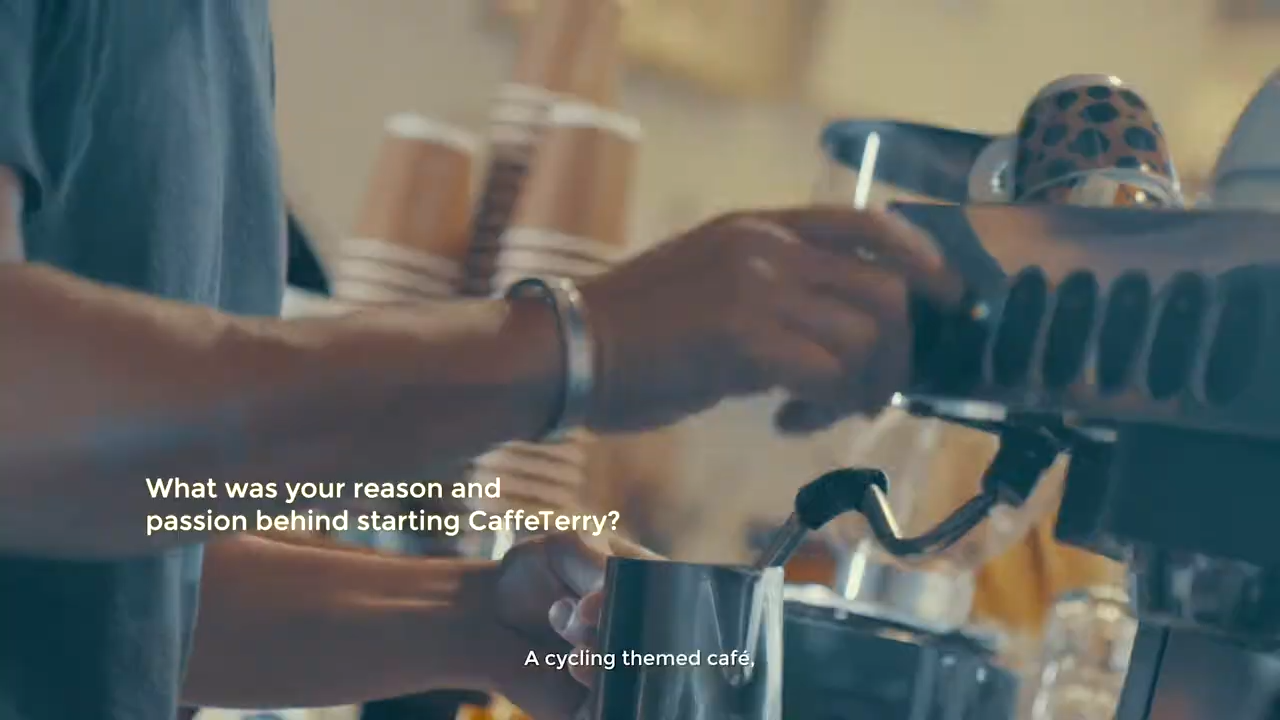 What was your reason and
passion behind starting CaffeTerry?
A cycling themed café,